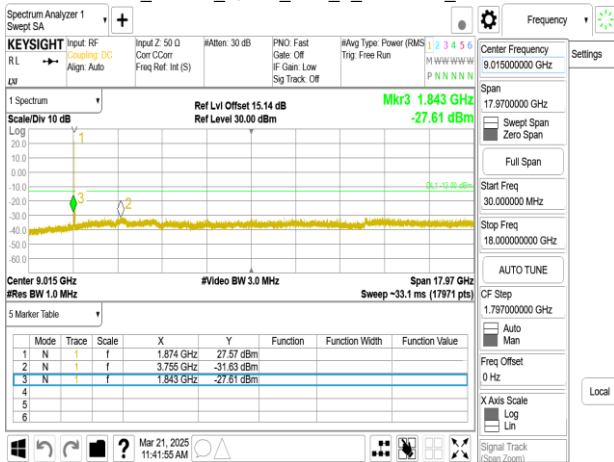 Spectrum Analyzer 1
Swept SA
Frequency
KEYSIGHT
RL
Input: RF
Coupling: DC
Align: Auto
Input Z: 50 Ω
Corr CCorr
Freq Ref: Int (S)
#Atten: 30 dB
PNO: Fast
Gate: Off
IF Gain: Low
Sig Track: Off
#Avg Type: Power (RMS
Trig: Free Run
1 2 3 4 5 6
M W W W W W
P N N N N N
1 Spectrum
Scale/Div 10 dB
Ref Lvl Offset 15.14 dB
Ref Level 30.00 dBm
Mkr3 1.843 GHz
-27.61 dBm
Log
20.0
10.0
0.00
-10.0
-20.0
-30.0
-40.0
-50.0
-60.0
1
3
2
DL1 -13.00 dBm
Center 9.015 GHz
#Res BW 1.0 MHz
#Video BW 3.0 MHz
Span 17.97 GHz
Sweep ~33.1 ms (17971 pts)
5 Marker Table
Mode Trace Scale X Y Function Function Width Function Value
1 N 1 f 1.874 GHz 27.57 dBm
2 N 1 f 3.755 GHz -31.63 dBm
3 N 1 f 1.843 GHz -27.61 dBm
4
5
6
Mar 21, 2025
11:41:55 AM
Center Frequency
9.015000000 GHz
Span
17.9700000 GHz
Swept Span
Zero Span
Full Span
Start Freq
30.000000 MHz
Stop Freq
18.000000000 GHz
AUTO TUNE
CF Step
1.797000000 GHz
Auto
Man
Freq Offset
0 Hz
X Axis Scale
Log
Lin
Signal Track
(Span Zoom)
Settings
Local